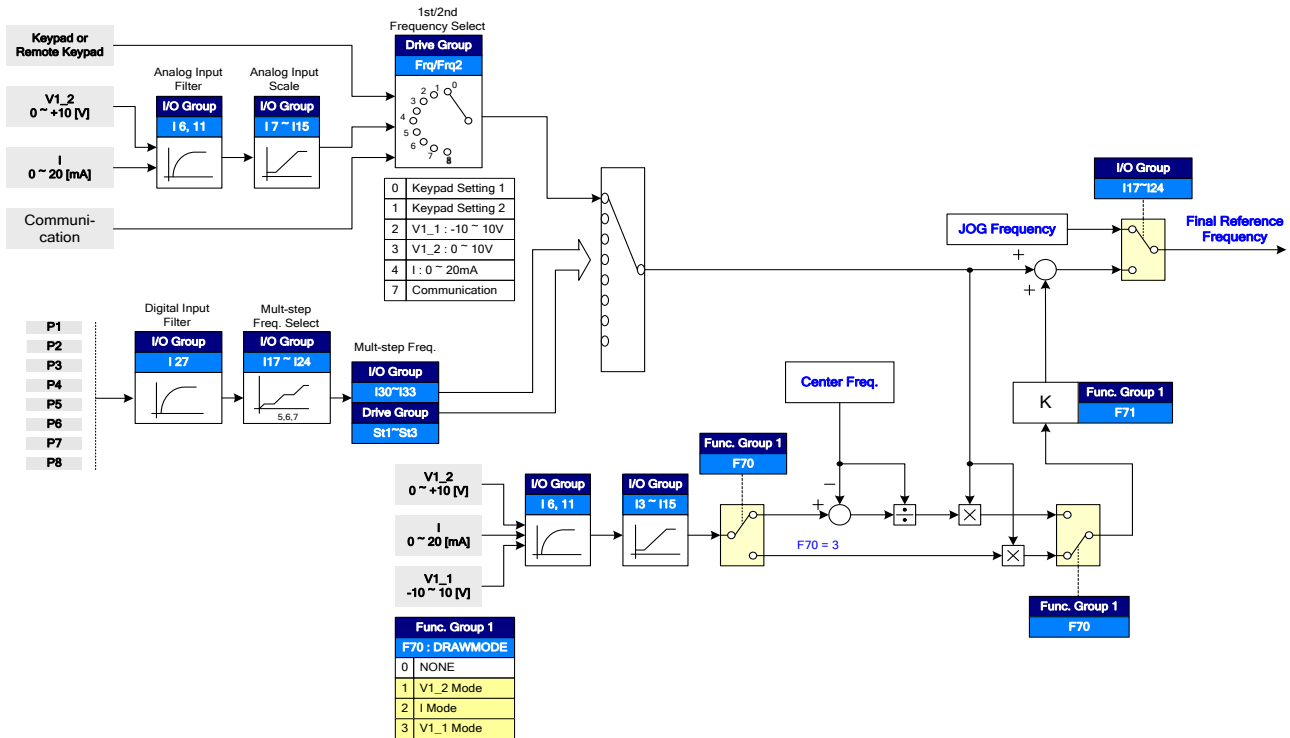 1st/2nd
Frequency Select
Keypad or
Remote Keypad
Drive Group
Frq/Frq2
Analog Input
Filter
Analog Input
Scale
V1_2
0 ~ +10 [V]
I/O Group
I 6, 11
I/O Group
I 7 ~ I15
0
1
2
3
4
5
6
7
8
I
0 ~ 20 [mA]
Communi-
cation
0 Keypad Setting 1
1 Keypad Setting 2
2 V1_1 : -10 ~ 10V
3 V1_2 : 0 ~ 10V
4 I : 0 ~ 20mA
7 Communication
I/O Group
I17~I24
JOG Frequency
Final Reference
Frequency
+
+
Digital Input
Filter
Mult-step
Freq. Select
P1
P2
P3
P4
P5
P6
P7
P8
I/O Group
I 27
I/O Group
I17 ~ I24
5,6,7
Mult-step Freq.
I/O Group
I30~I33
Drive Group
St1~St3
Center Freq.
K
Func. Group 1
F71
V1_2
0 ~ +10 [V]
I
0 ~ 20 [mA]
V1_1
-10 ~ 10 [V]
I/O Group
I 6, 11
I/O Group
I3 ~ I15
Func. Group 1
F70
−
+
÷
×
F70 = 3
×
Func. Group 1
F70
Func. Group 1
F70 : DRAWMODE
0 NONE
1 V1_2 Mode
2 I Mode
3 V1_1 Mode